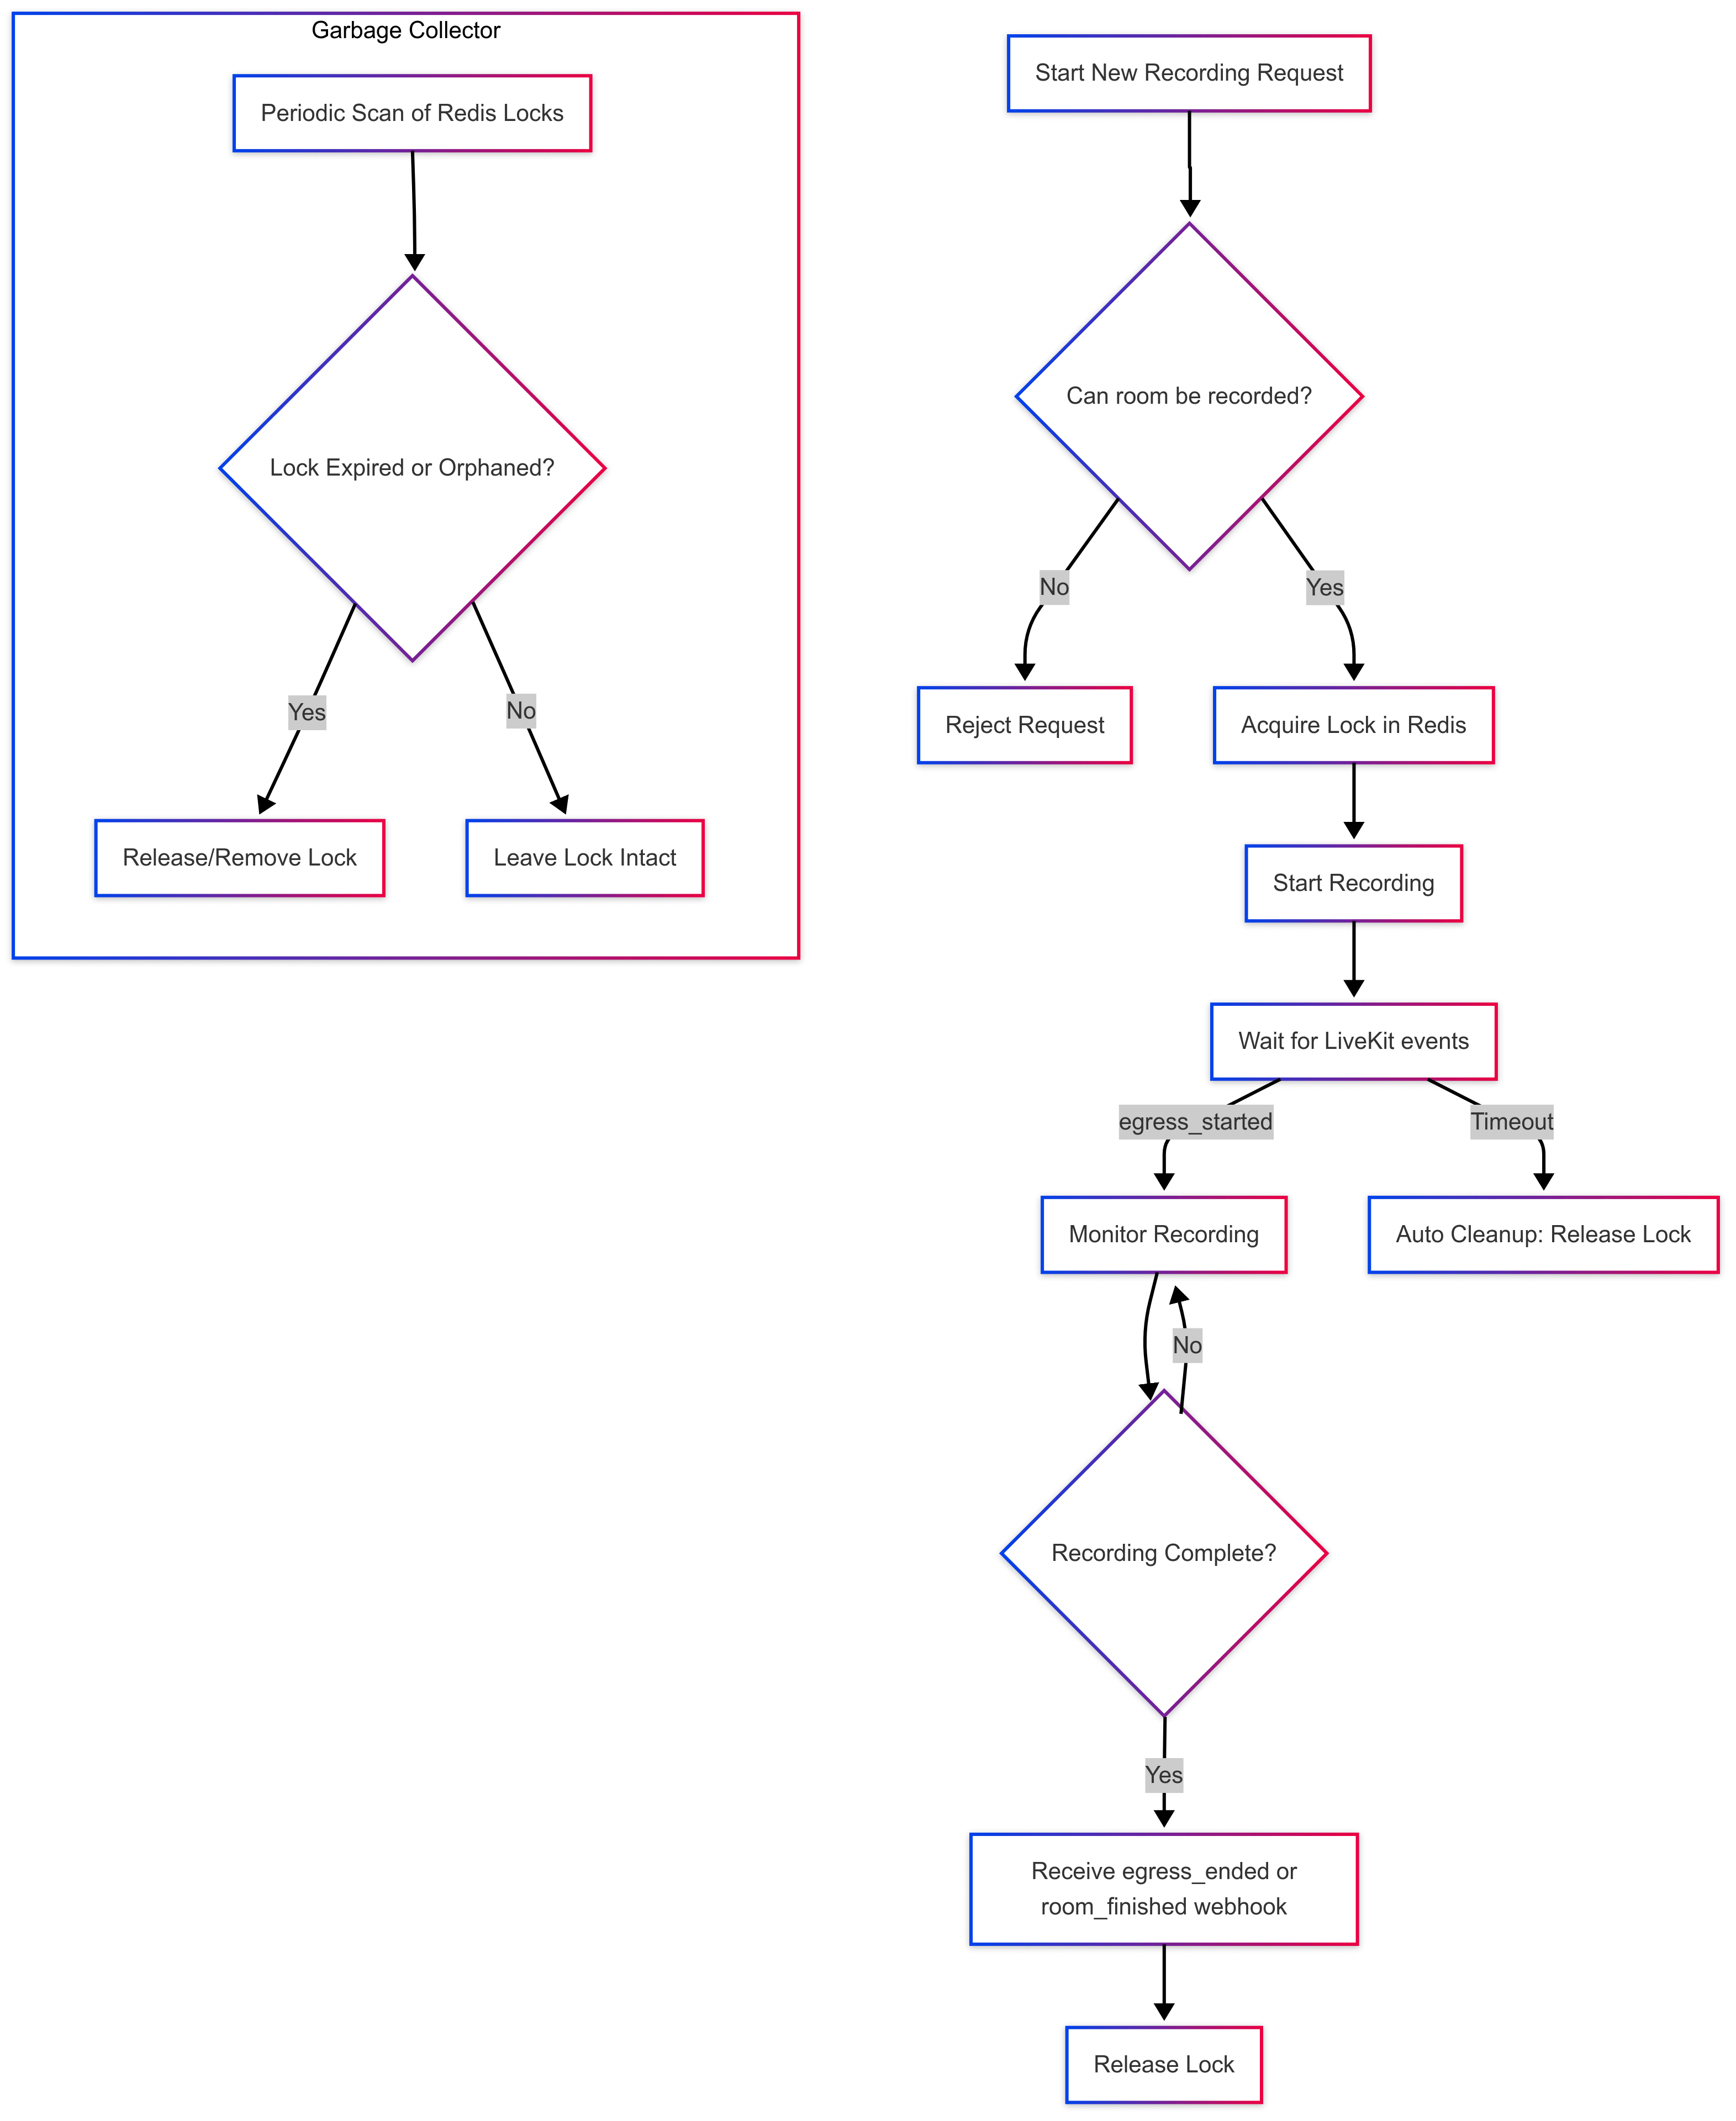 Garbage Collector
Periodic Scan of Redis Locks
Lock Expired or Orphaned?
Yes
No
Release/Remove Lock
Leave Lock Intact
Start New Recording Request
Can room be recorded?
No
Yes
Reject Request
Acquire Lock in Redis
Start Recording
Wait for LiveKit events
egress_started
Timeout
Monitor Recording
Auto Cleanup: Release Lock
No
Recording Complete?
Yes
Receive egress_ended or
room_finished webhook
Release Lock